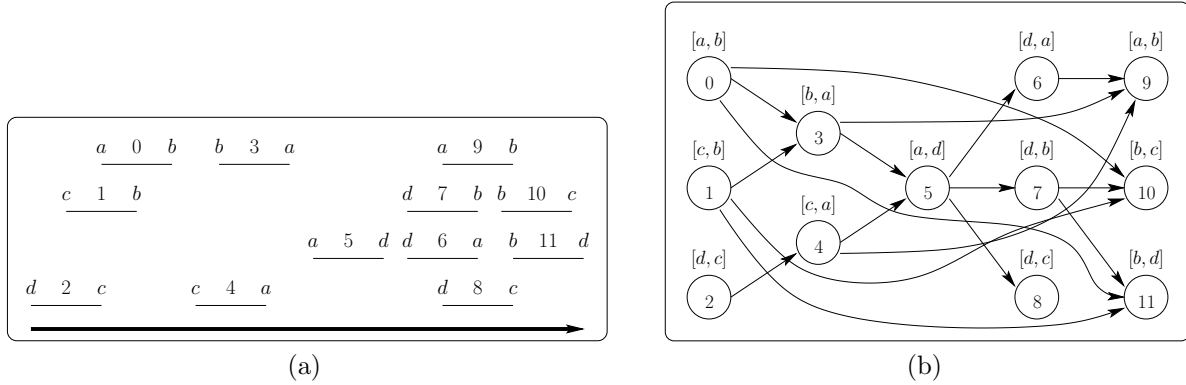 a 0 b b 3 a a 9 b
c 1 b d 7 b b 10 c
a 5 d d 6 a b 11 d
d 2 c c 4 a d 8 c
(a)
[a, b] [d, a] [a, b]
0 6 9
[b, a]
3
[c, b] [a, d] [d, b] [b, c]
1 5 7 10
[c, a]
4
[d, c] [d, c] [b, d]
2 8 11
(b)